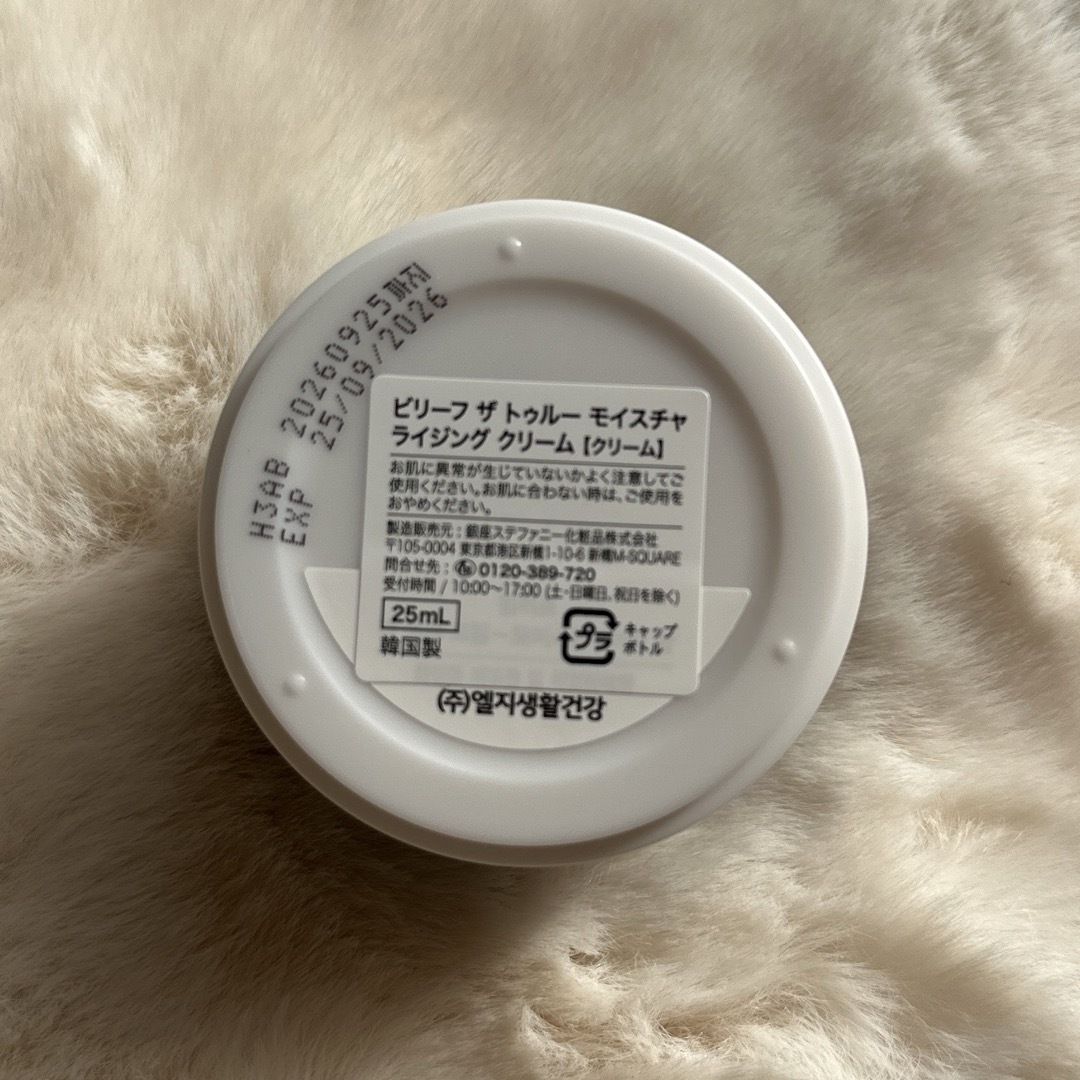 H3AB 20260925까지
EXP 25/09/2026
ビリーフ ザ トゥルー モイスチャ
ライジング クリーム【クリーム】
お肌に異常が生じていないかよく注意してご
使用ください。お肌に合わない時は、ご使用を
おやめください。
製造販売元：銀座ステファニー化粧品株式会社
〒105-0004 東京都港区新橋1-10-6 新橋M-SQUARE
問合せ先： 0120-389-720
受付時間 / 10:00～17:00 (土・日曜日、祝日を除く)
25mL
韓国製
プラ
キャップ
ボトル
(주)엘지생활건강